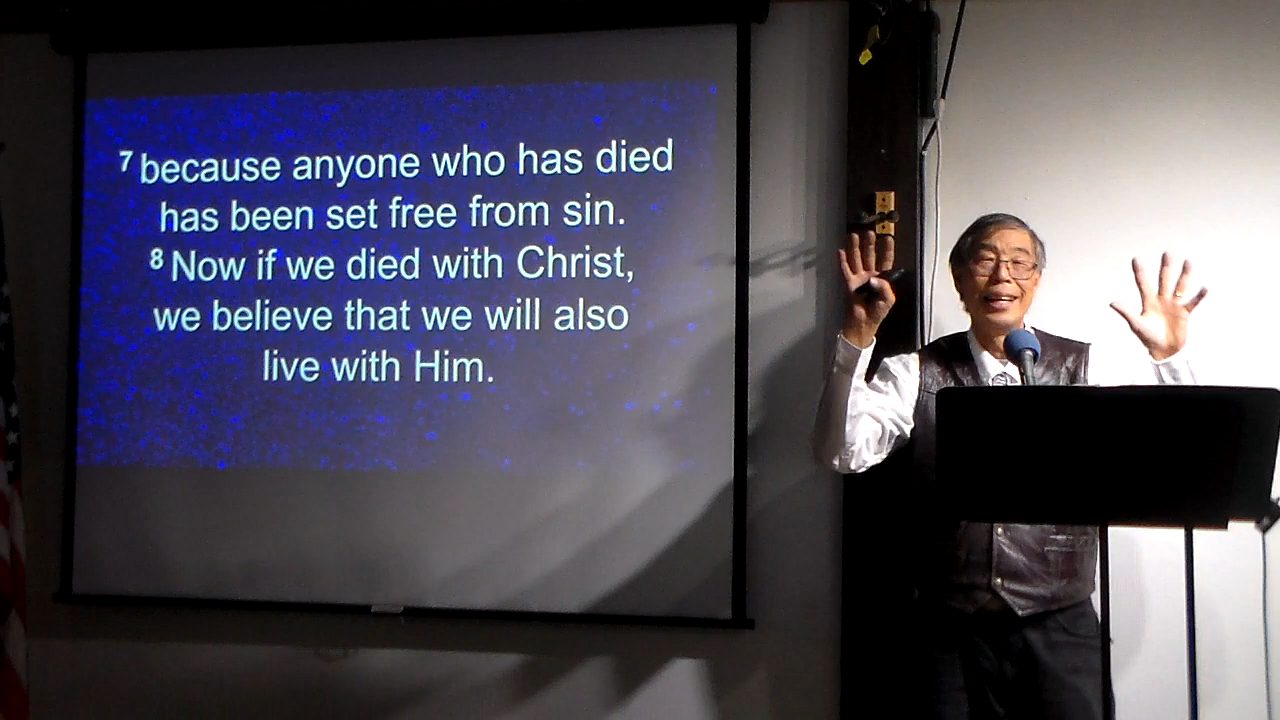 7 because anyone who has died
has been set free from sin.
8 Now if we died with Christ,
we believe that we will also
live with Him.